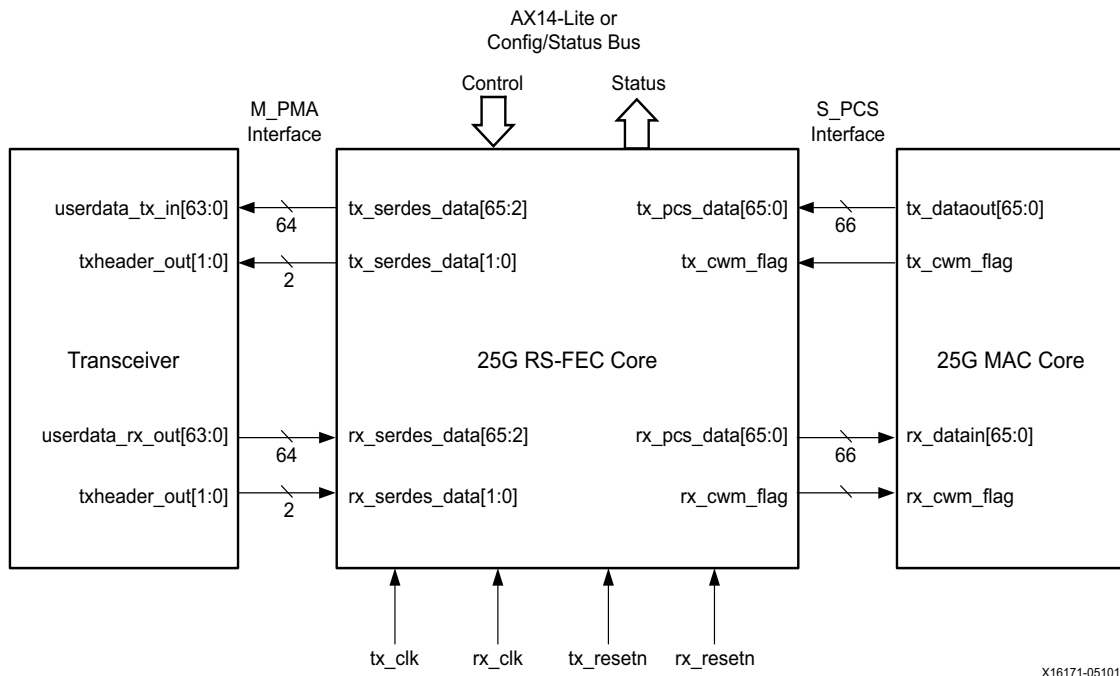 AX14-Lite or
Config/Status Bus
Control
Status
M_PMA
Interface
S_PCS
Interface
userdata_tx_in[63:0]
64
tx_serdes_data[65:2]
tx_pcs_data[65:0]
66
tx_dataout[65:0]
txheader_out[1:0]
2
tx_serdes_data[1:0]
tx_cwm_flag
tx_cwm_flag
Transceiver
25G RS-FEC Core
25G MAC Core
userdata_rx_out[63:0]
64
rx_serdes_data[65:2]
rx_pcs_data[65:0]
66
rx_datain[65:0]
txheader_out[1:0]
2
rx_serdes_data[1:0]
rx_cwm_flag
rx_cwm_flag
tx_clk
rx_clk
tx_resetn
rx_resetn
X16171-05101